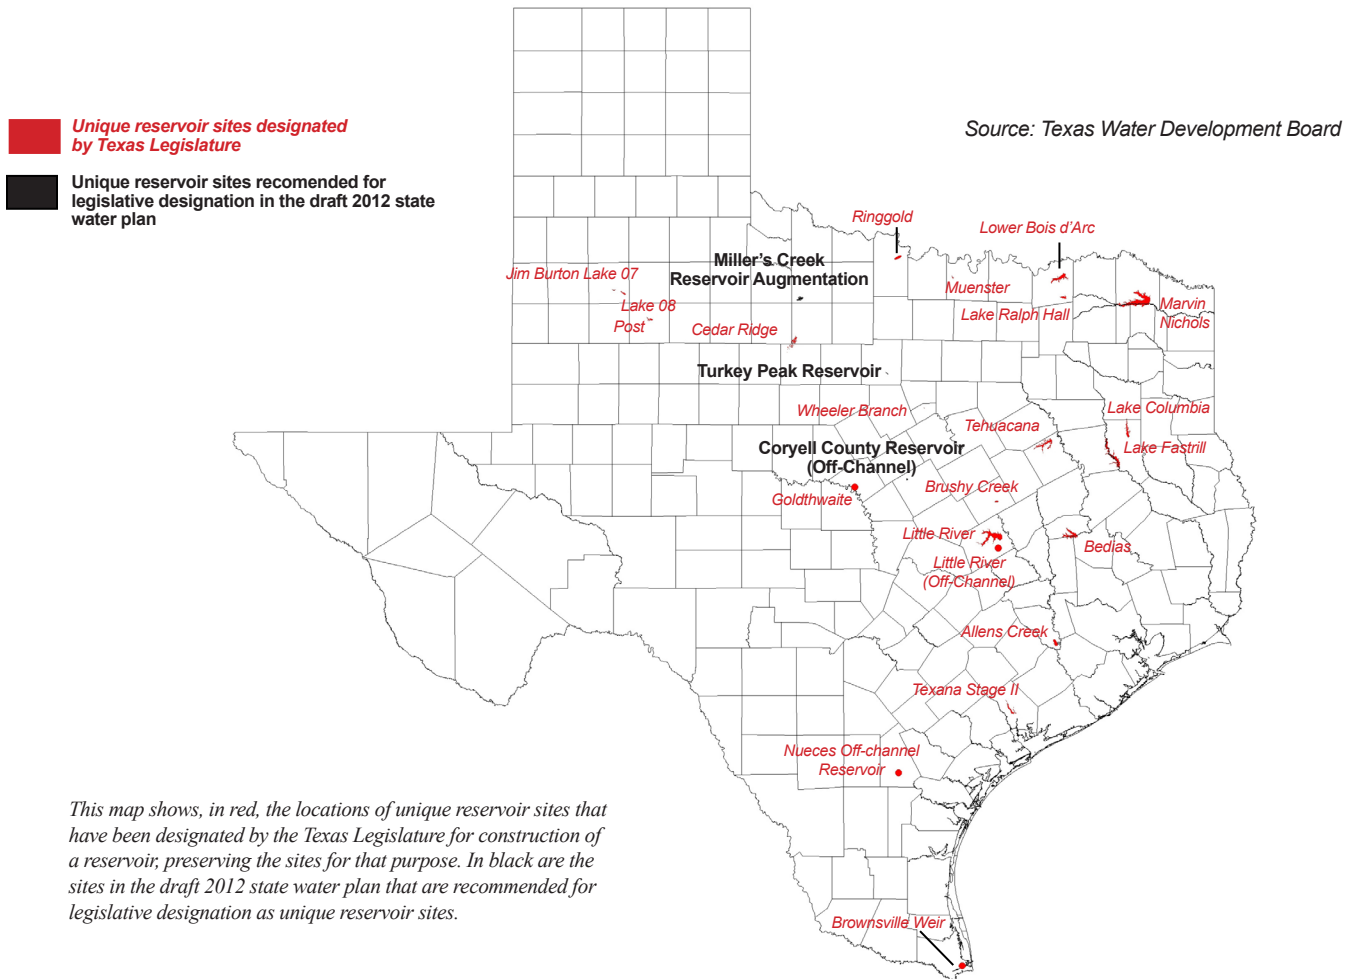 Unique reservoir sites designated
by Texas Legislature
Unique reservoir sites recomended for
legislative designation in the draft 2012 state
water plan
Source: Texas Water Development Board
Ringgold
Lower Bois d'Arc
Miller's Creek
Reservoir Augmentation
Jim Burton Lake 07
Lake 08
Post
Cedar Ridge
Muenster
Lake Ralph Hall
Marvin
Nichols
Turkey Peak Reservoir
Wheeler Branch
Tehuacana
Lake Columbia
Lake Fastrill
Coryell County Reservoir
(Off-Channel)
Goldthwaite
Brushy Creek
Little River
Little River
(Off-Channel)
Bedias
Allens Creek
Texana Stage II
Nueces Off-channel
Reservoir
This map shows, in red, the locations of unique reservoir sites that
have been designated by the Texas Legislature for construction of
a reservoir, preserving the sites for that purpose. In black are the
sites in the draft 2012 state water plan that are recommended for
legislative designation as unique reservoir sites.
Brownsville Weir